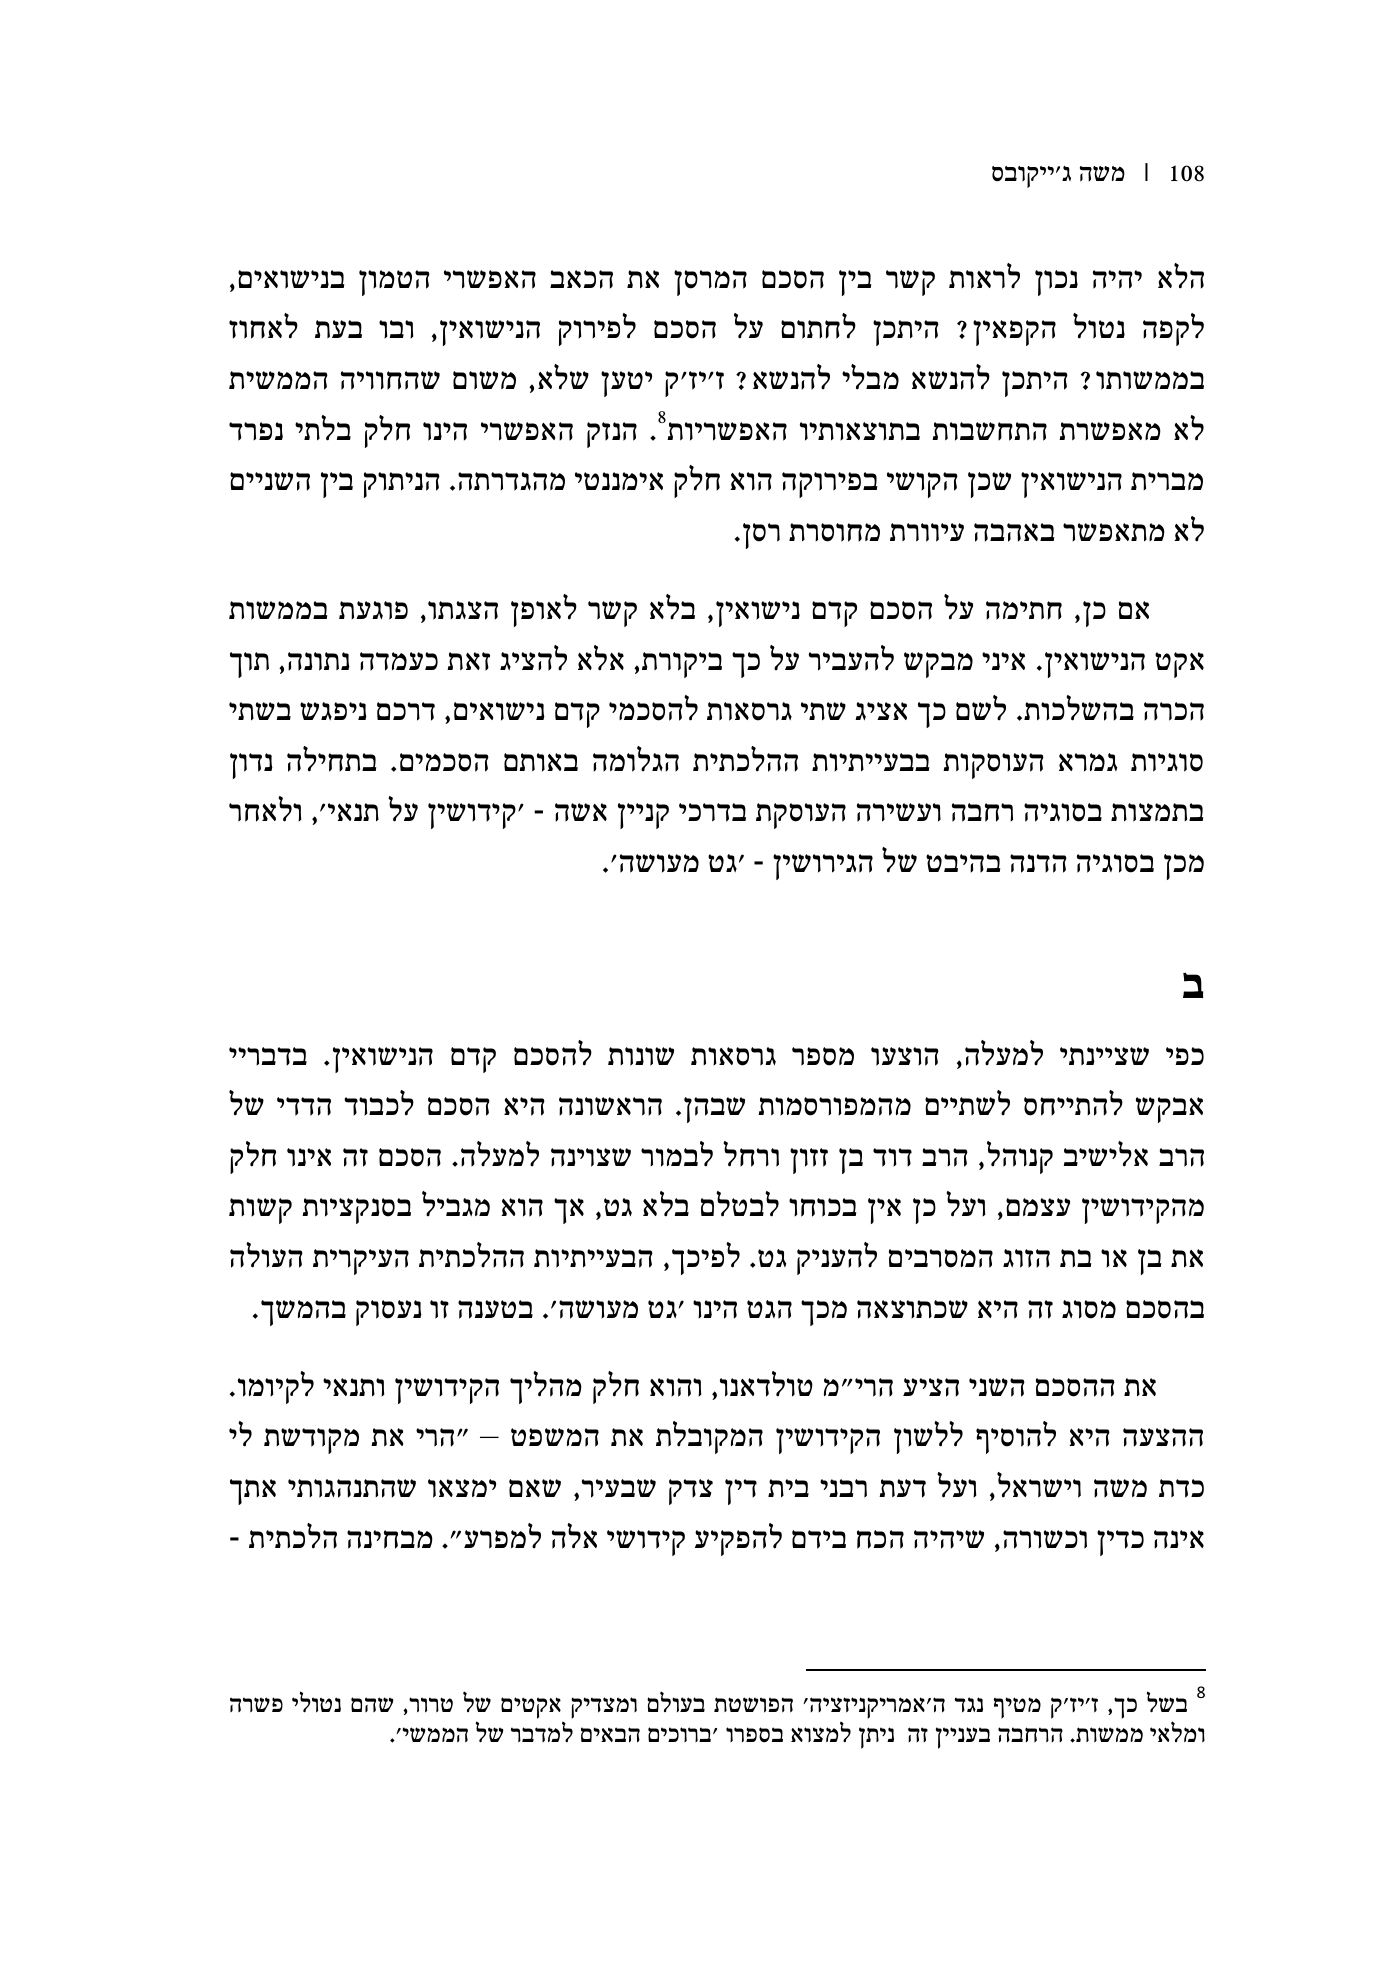 108 | משה ג׳ייקובס
הלא יהיה נכון לראות קשר בין הסכם המרסן את הכאב האפשרי הטמון בנישואים,
לקפה נטול הקפאין? היתכן לחתום על הסכם לפירוק הנישואין, ובו בעת לאחוז
בממשותו? היתכן להנשא מבלי להנשא? ז׳יז׳ק יטען שלא, משום שהחוויה הממשית
לא מאפשרת התחשבות בתוצאותיו האפשריות8. הנזק האפשרי הינו חלק בלתי נפרד
מברית הנישואין שכן הקושי בפירוקה הוא חלק אימננטי מהגדרתה. הניתוק בין השניים
לא מתאפשר באהבה עיוורת מחוסרת רסן.
אם כן, חתימה על הסכם קדם נישואין, בלא קשר לאופן הצגתו, פוגעת בממשות
אקט הנישואין. איני מבקש להעביר על כך ביקורת, אלא להציג זאת כעמדה נתונה, תוך
הכרה בהשלכות. לשם כך אציג שתי גרסאות להסכמי קדם נישואים, דרכם ניפגש בשתי
סוגיות גמרא העוסקות בבעייתיות ההלכתית הגלומה באותם הסכמים. בתחילה נדון
בתמצות בסוגיה רחבה ועשירה העוסקת בדרכי קניין אשה - ׳קידושין על תנאי׳, ולאחר
מכן בסוגיה הדנה בהיבט של הגירושין - ׳גט מעושה׳.
ב
כפי שציינתי למעלה, הוצעו מספר גרסאות שונות להסכם קדם הנישואין. בדבריי
אבקש להתייחס לשתיים מהמפורסמות שבהן. הראשונה היא הסכם לכבוד הדדי של
הרב אלישיב קנוהל, הרב דוד בן זזון ורחל לבמור שצוינה למעלה. הסכם זה אינו חלק
מהקידושין עצמם, ועל כן אין בכוחו לבטלם בלא גט, אך הוא מגביל בסנקציות קשות
את בן או בת הזוג המסרבים להעניק גט. לפיכך, הבעייתיות ההלכתית העיקרית העולה
בהסכם מסוג זה היא שכתוצאה מכך הגט הינו ׳גט מעושה׳. בטענה זו נעסוק בהמשך.
את ההסכם השני הציע הרי״מ טולדאנו, והוא חלק מהליך הקידושין ותנאי לקיומו.
ההצעה היא להוסיף ללשון הקידושין המקובלת את המשפט – ״הרי את מקודשת לי
כדת משה וישראל, ועל דעת רבני בית דין צדק שבעיר, שאם ימצאו שהתנהגותי אתך
אינה כדין וכשורה, שיהיה הכח בידם להפקיע קידושי אלה למפרע״. מבחינה הלכתית -
8 בשל כך, ז׳יז׳ק מטיף נגד ה׳אמריקניזציה׳ הפושטת בעולם ומצדיק אקטים של טרור, שהם נטולי פשרה
ומלאי ממשות. הרחבה בעניין זה ניתן למצוא בספרו ׳ברוכים הבאים למדבר של הממשי׳.